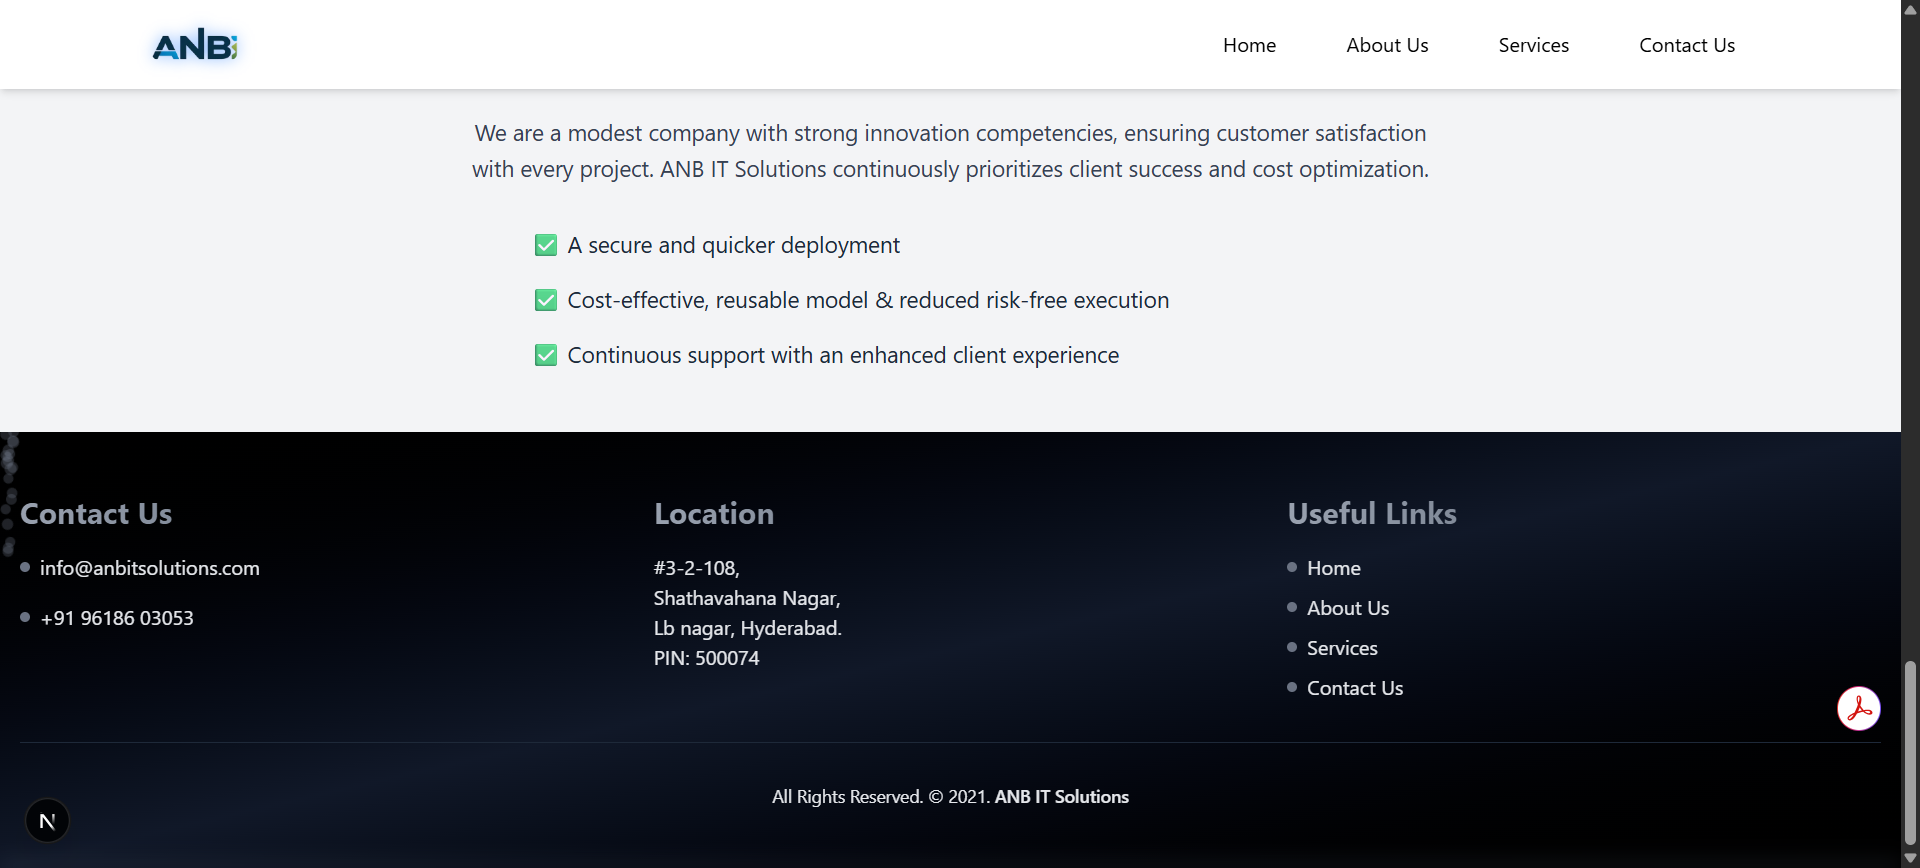 ANBi
Home About Us Services Contact Us
We are a modest company with strong innovation competencies, ensuring customer satisfaction
with every project. ANB IT Solutions continuously prioritizes client success and cost optimization.
✅ A secure and quicker deployment
✅ Cost-effective, reusable model & reduced risk-free execution
✅ Continuous support with an enhanced client experience
Contact Us
info@anbitsolutions.com
+91 96186 03053
Location
#3-2-108,
Shathavahana Nagar,
Lb nagar, Hyderabad.
PIN: 500074
Useful Links
Home
About Us
Services
Contact Us
All Rights Reserved. © 2021. ANB IT Solutions
N